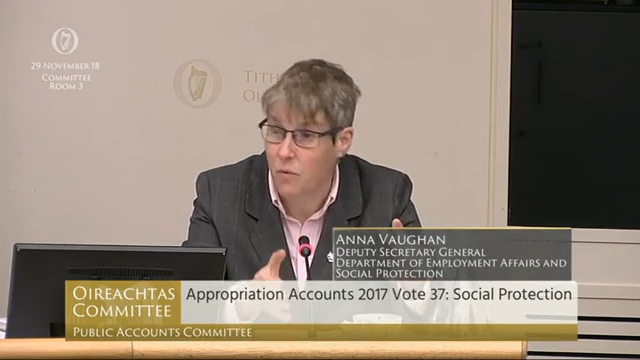 29 November 18
Committee
Room 3
Tith
Anna Vaughan
Deputy Secretary General
Department of Employment Affairs and
Social Protection
Oireachtas
Committee
Appropriation Accounts 2017 Vote 37: Social Protection
Public Accounts Committee